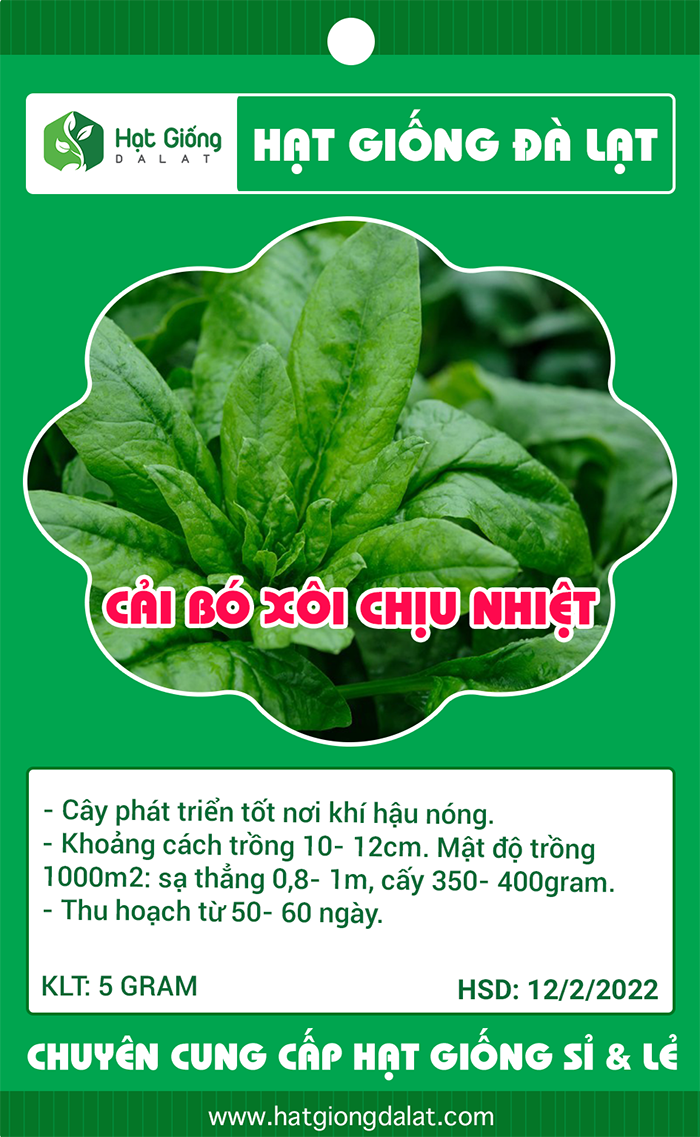 Hạt Giống
DALAT
HẠT GIỐNG ĐÀ LẠT
CẢI BÓ XÔI CHỊU NHIỆT
- Cây phát triển tốt nơi khí hậu nóng.
- Khoảng cách trồng 10- 12cm. Mật độ trồng
1000m2: sạ thẳng 0,8- 1m, cấy 350- 400gram.
- Thu hoạch từ 50- 60 ngày.
KLT: 5 GRAM
HSD: 12/2/2022
CHUYÊN CUNG CẤP HẠT GIỐNG SỈ & LẺ
www.hatgiongdalat.com